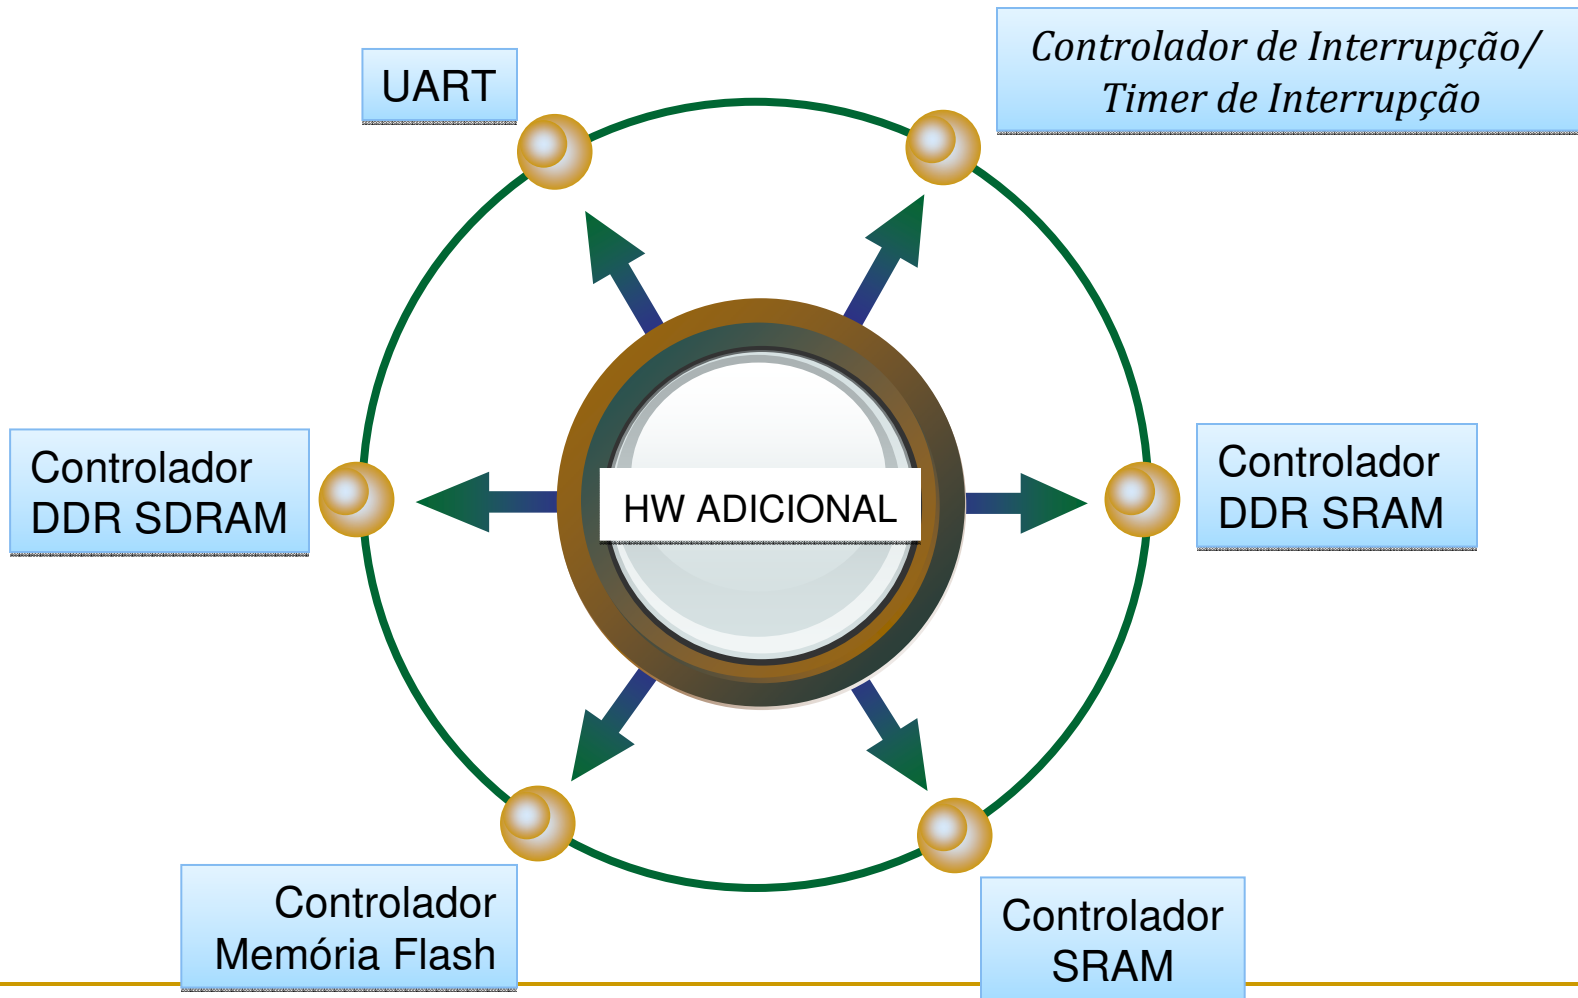 UART
Controlador de Interrupção/
Timer de Interrupção
Controlador
DDR SDRAM
HW ADICIONAL
Controlador
DDR SRAM
Controlador
Memória Flash
Controlador
SRAM